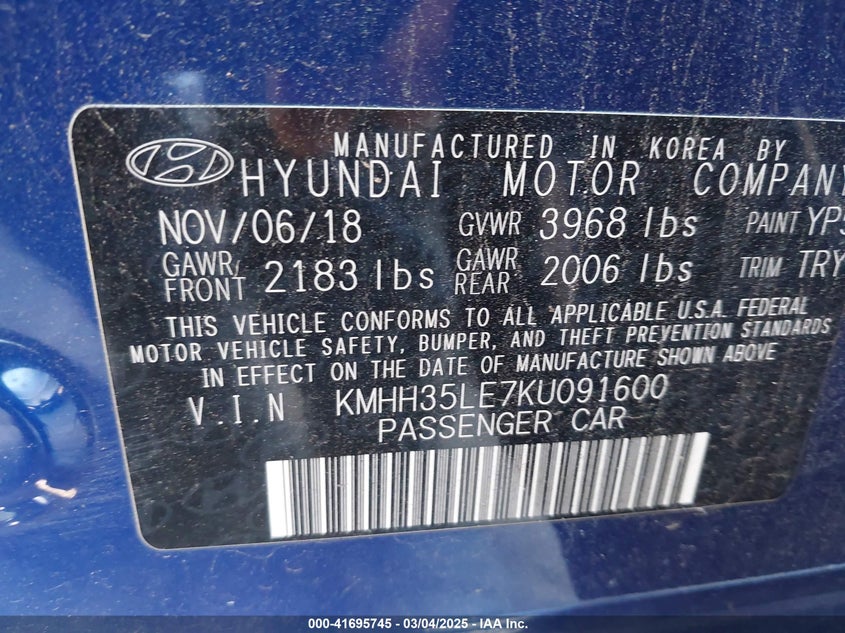 MANUFACTURED IN KOREA BY
HYUNDAI MOTOR COMPANY
NOV/06/18 GVWR 3968 lbs PAINT
GAWR FRONT 2183 lbs GAWR REAR 2006 lbs TRIM TRY
THIS VEHICLE CONFORMS TO ALL APPLICABLE U.S.A. FEDERAL
MOTOR VEHICLE SAFETY, BUMPER, AND THEFT PREVENTION STANDARDS
IN EFFECT ON THE DATE OF MANUFACTURE SHOWN ABOVE
V.I.N KMHH35LE7KU091600
PASSENGER CAR
000-41695745 - 03/04/2025 - IAA Inc.